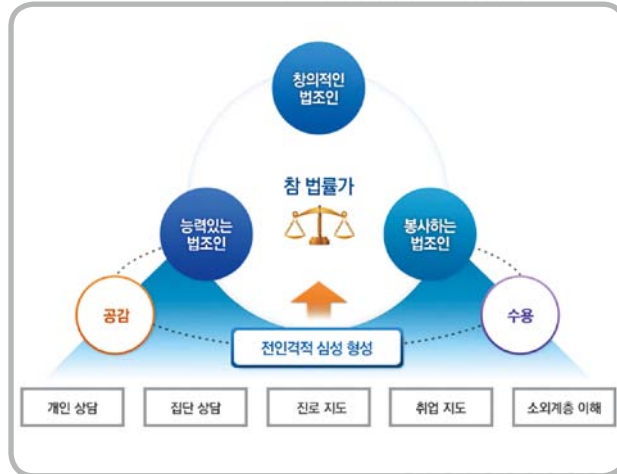 창의적인
법조인
참 법률가
능력있는
법조인
봉사하는
법조인
공감
수용
전인격적 심성 형성
개인 상담
집단 상담
진로 지도
취업 지도
소외계층 이해